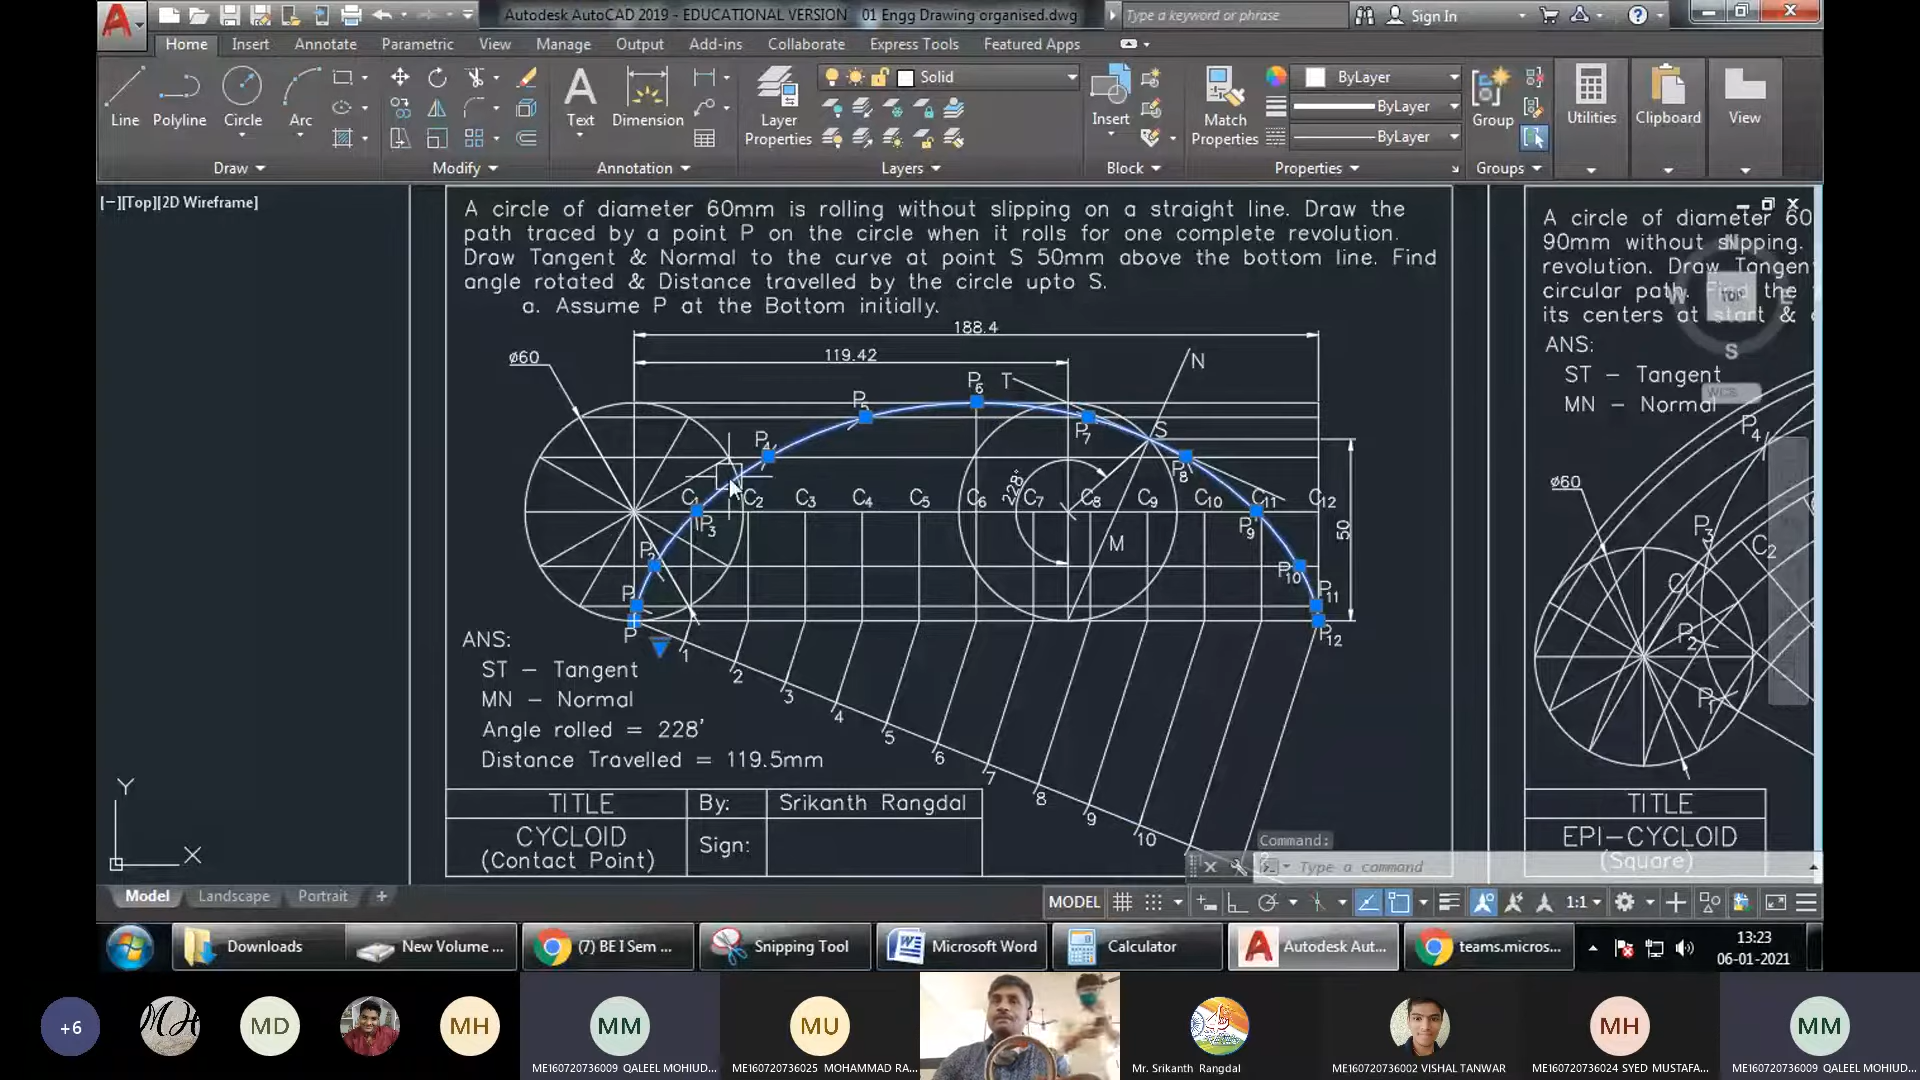 Autodesk AutoCAD 2019 - EDUCATIONAL VERSION 01 Engg Drawing organised.dwg
Type a keyword or phrase
Sign In
Home Insert Annotate Parametric View Manage Output Add-ins Collaborate Express Tools Featured Apps
Line Polyline Circle Arc
Text Dimension
Layer Properties
Solid
Insert
Match Properties
ByLayer
ByLayer
ByLayer
Group
Utilities
Clipboard
View
Draw Modify Annotation Layers Block Properties Groups
[−][Top][2D Wireframe]
A circle of diameter 60mm is rolling without slipping on a straight line. Draw the
path traced by a point P on the circle when it rolls for one complete revolution.
Draw Tangent & Normal to the curve at point S 50mm above the bottom line. Find
angle rotated & Distance travelled by the circle upto S.
a. Assume P at the Bottom initially.
188.4
119.42
ø60
N
T
P6
P5
P4
P7
S
P8
228°
C1 C2 C3 C4 C5 C6 C7 C8 C9 C10 C11 C12
P3
P9
50
M
P2
P10
P11
P
P12
1
2
3
4
5
6
7
8
9
10
ANS:
ST - Tangent
MN - Normal
Angle rolled = 228'
Distance Travelled = 119.5mm
TITLE By: Srikanth Rangdal
CYCLOID
(Contact Point)
Sign:
A circle of diameter 60
90mm without slipping.
revolution. Draw Tangen
circular path. Find the
its centers at start &
N
W TOP E
S
WCS
ANS:
ST - Tangent
MN - Normal
P4
ø60
P3
C2
P2
P1
TITLE
EPI-CYCLOID
(Square)
Y
X
Command:
Type a command
Model Landscape Portrait +
MODEL
1:1
Downloads
New Volume ...
(7) BE I Sem ...
Snipping Tool
Microsoft Word
Calculator
Autodesk Aut...
teams.micros...
13:23
06-01-2021
+6
MH
MD
MH
MM
MU
MH
MM
ME160720736009 QALEEL MOHIUD...
ME160720736025 MOHAMMAD RA...
Mr. Srikanth Rangdal
ME160720736002 VISHAL TANWAR
ME160720736024 SYED MUSTAFA...
ME160720736009 QALEEL MOHIUD...